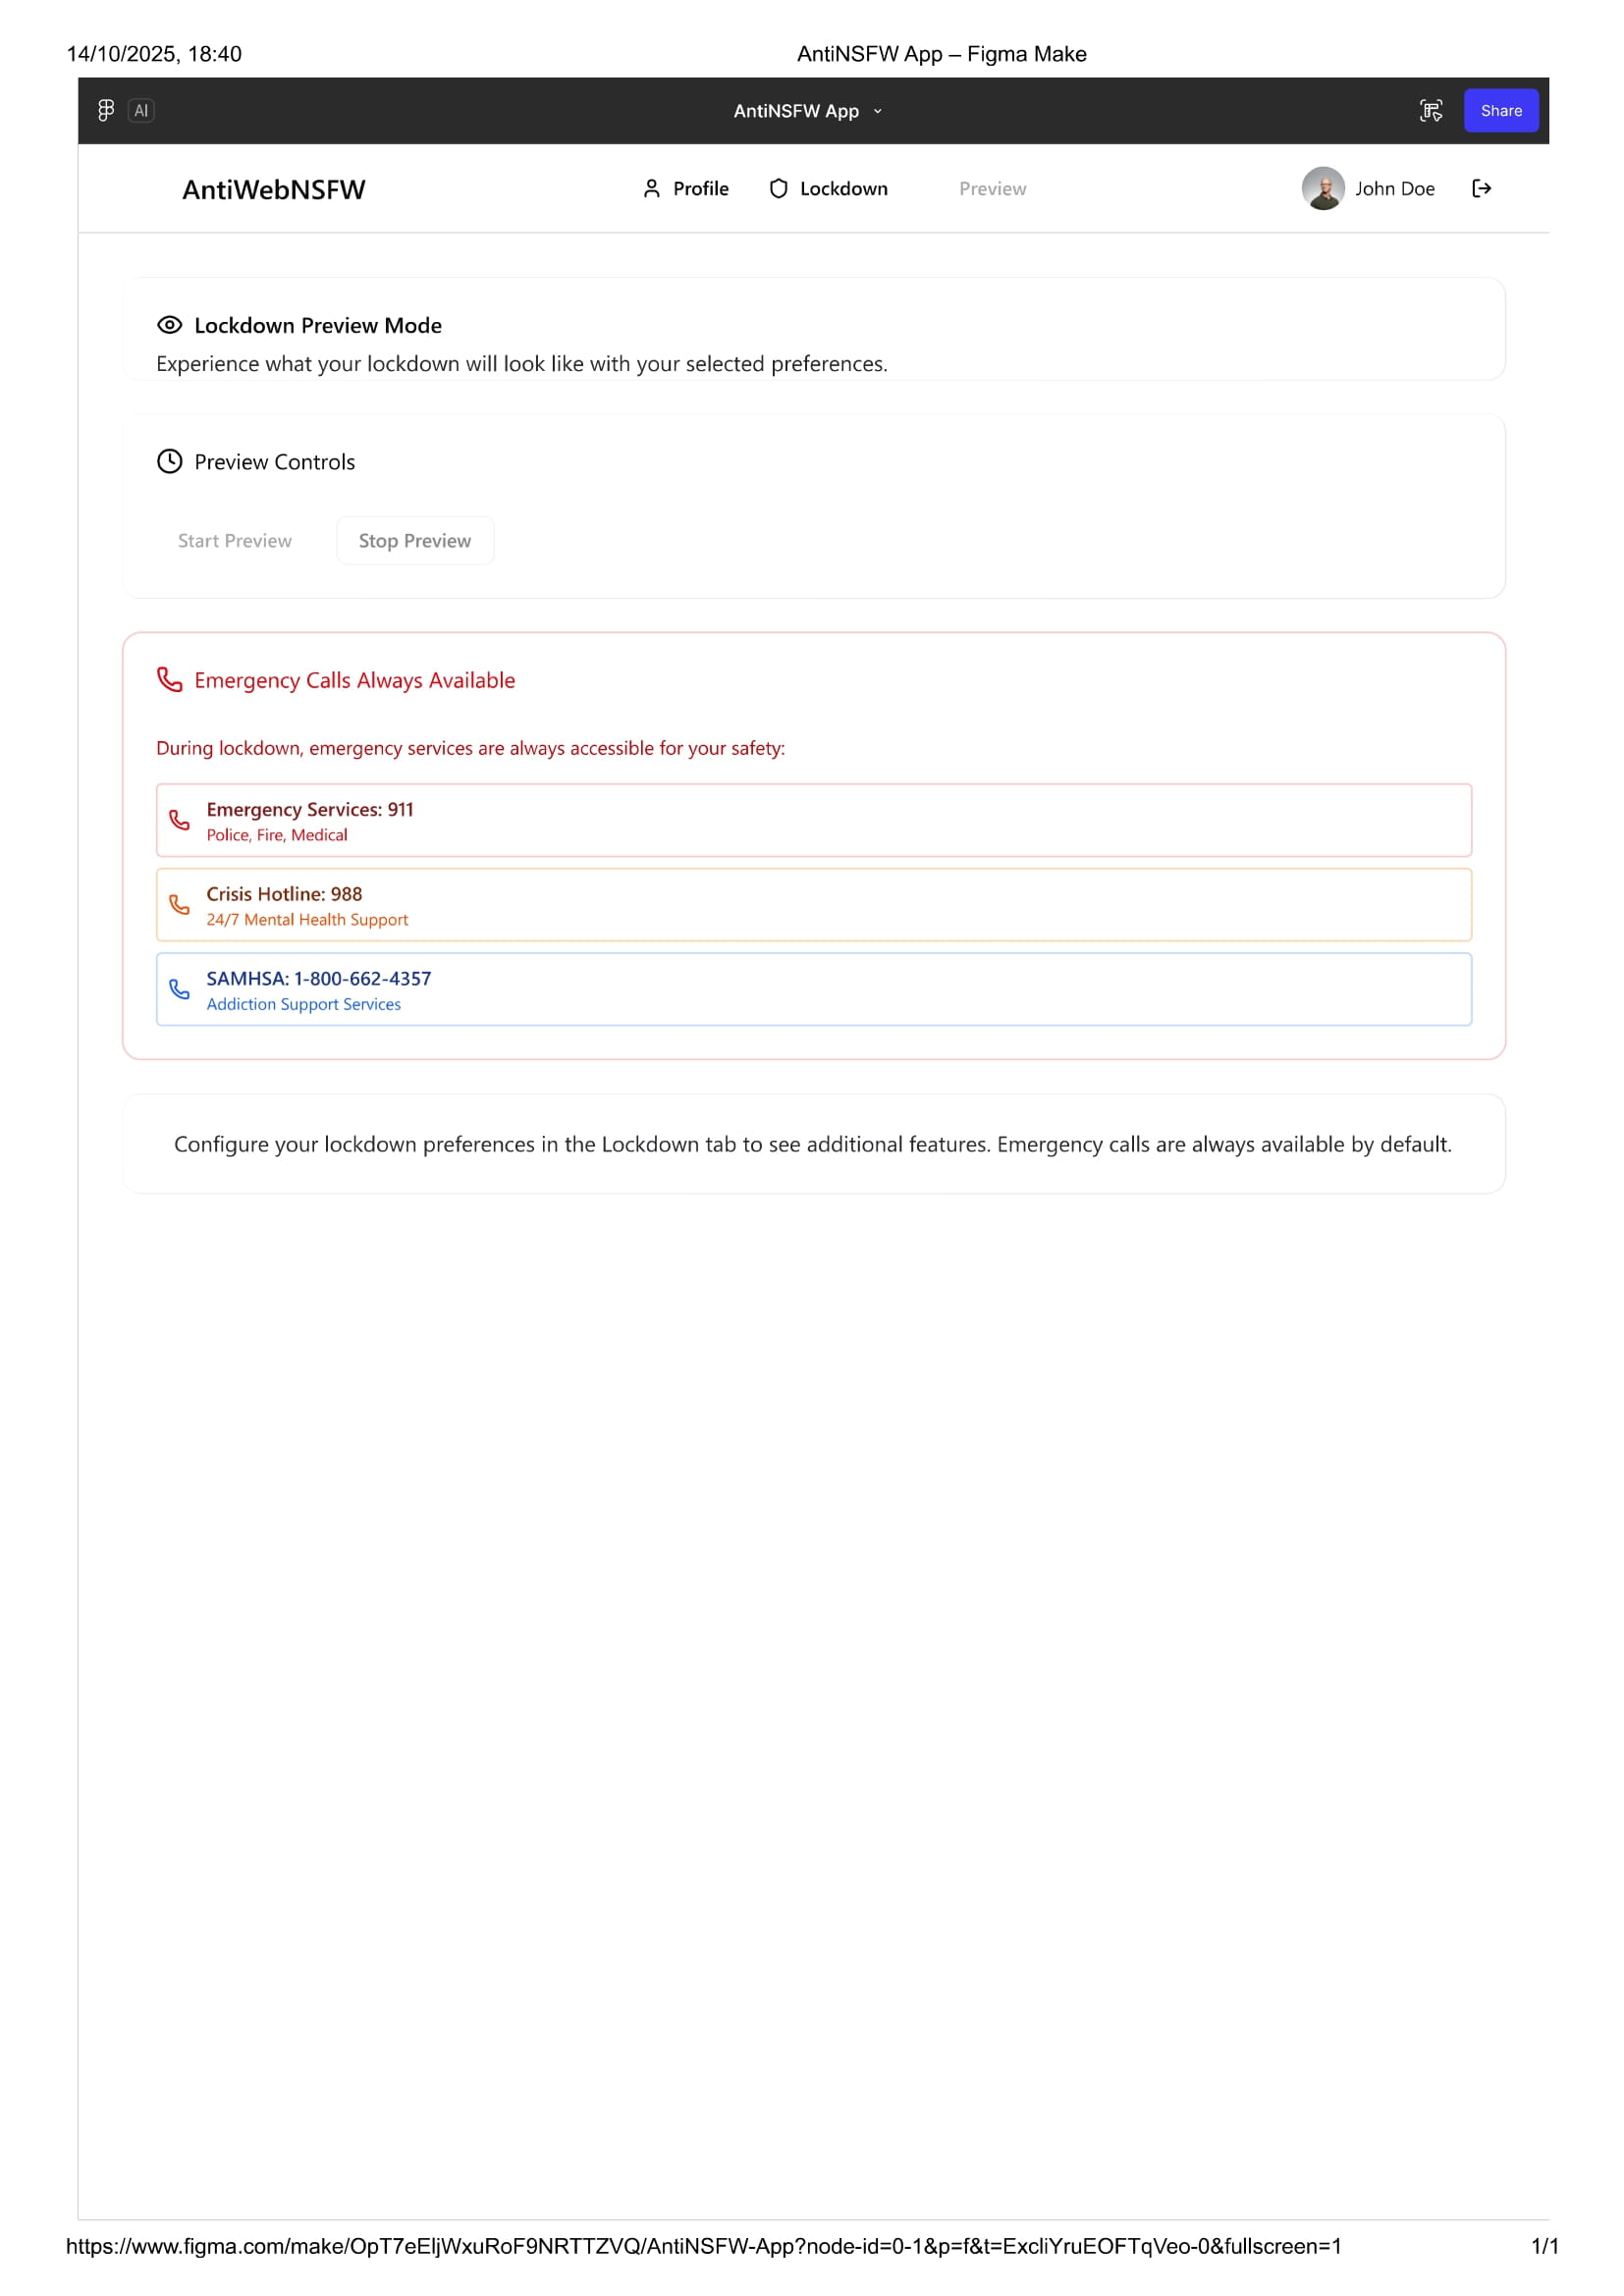 14/10/2025, 18:40
AntiNSFW App – Figma Make
AI
AntiNSFW App
Share
AntiWebNSFW
Profile
Lockdown
Preview
John Doe
Lockdown Preview Mode
Experience what your lockdown will look like with your selected preferences.
Preview Controls
Start Preview
Stop Preview
Emergency Calls Always Available
During lockdown, emergency services are always accessible for your safety:
Emergency Services: 911
Police, Fire, Medical
Crisis Hotline: 988
24/7 Mental Health Support
SAMHSA: 1-800-662-4357
Addiction Support Services
Configure your lockdown preferences in the Lockdown tab to see additional features. Emergency calls are always available by default.
https://www.figma.com/make/OpT7eEljWxuRoF9NRTTZVQ/AntiNSFW-App?node-id=0-1&p=f&t=ExcliYruEOFTqVeo-0&fullscreen=1
1/1